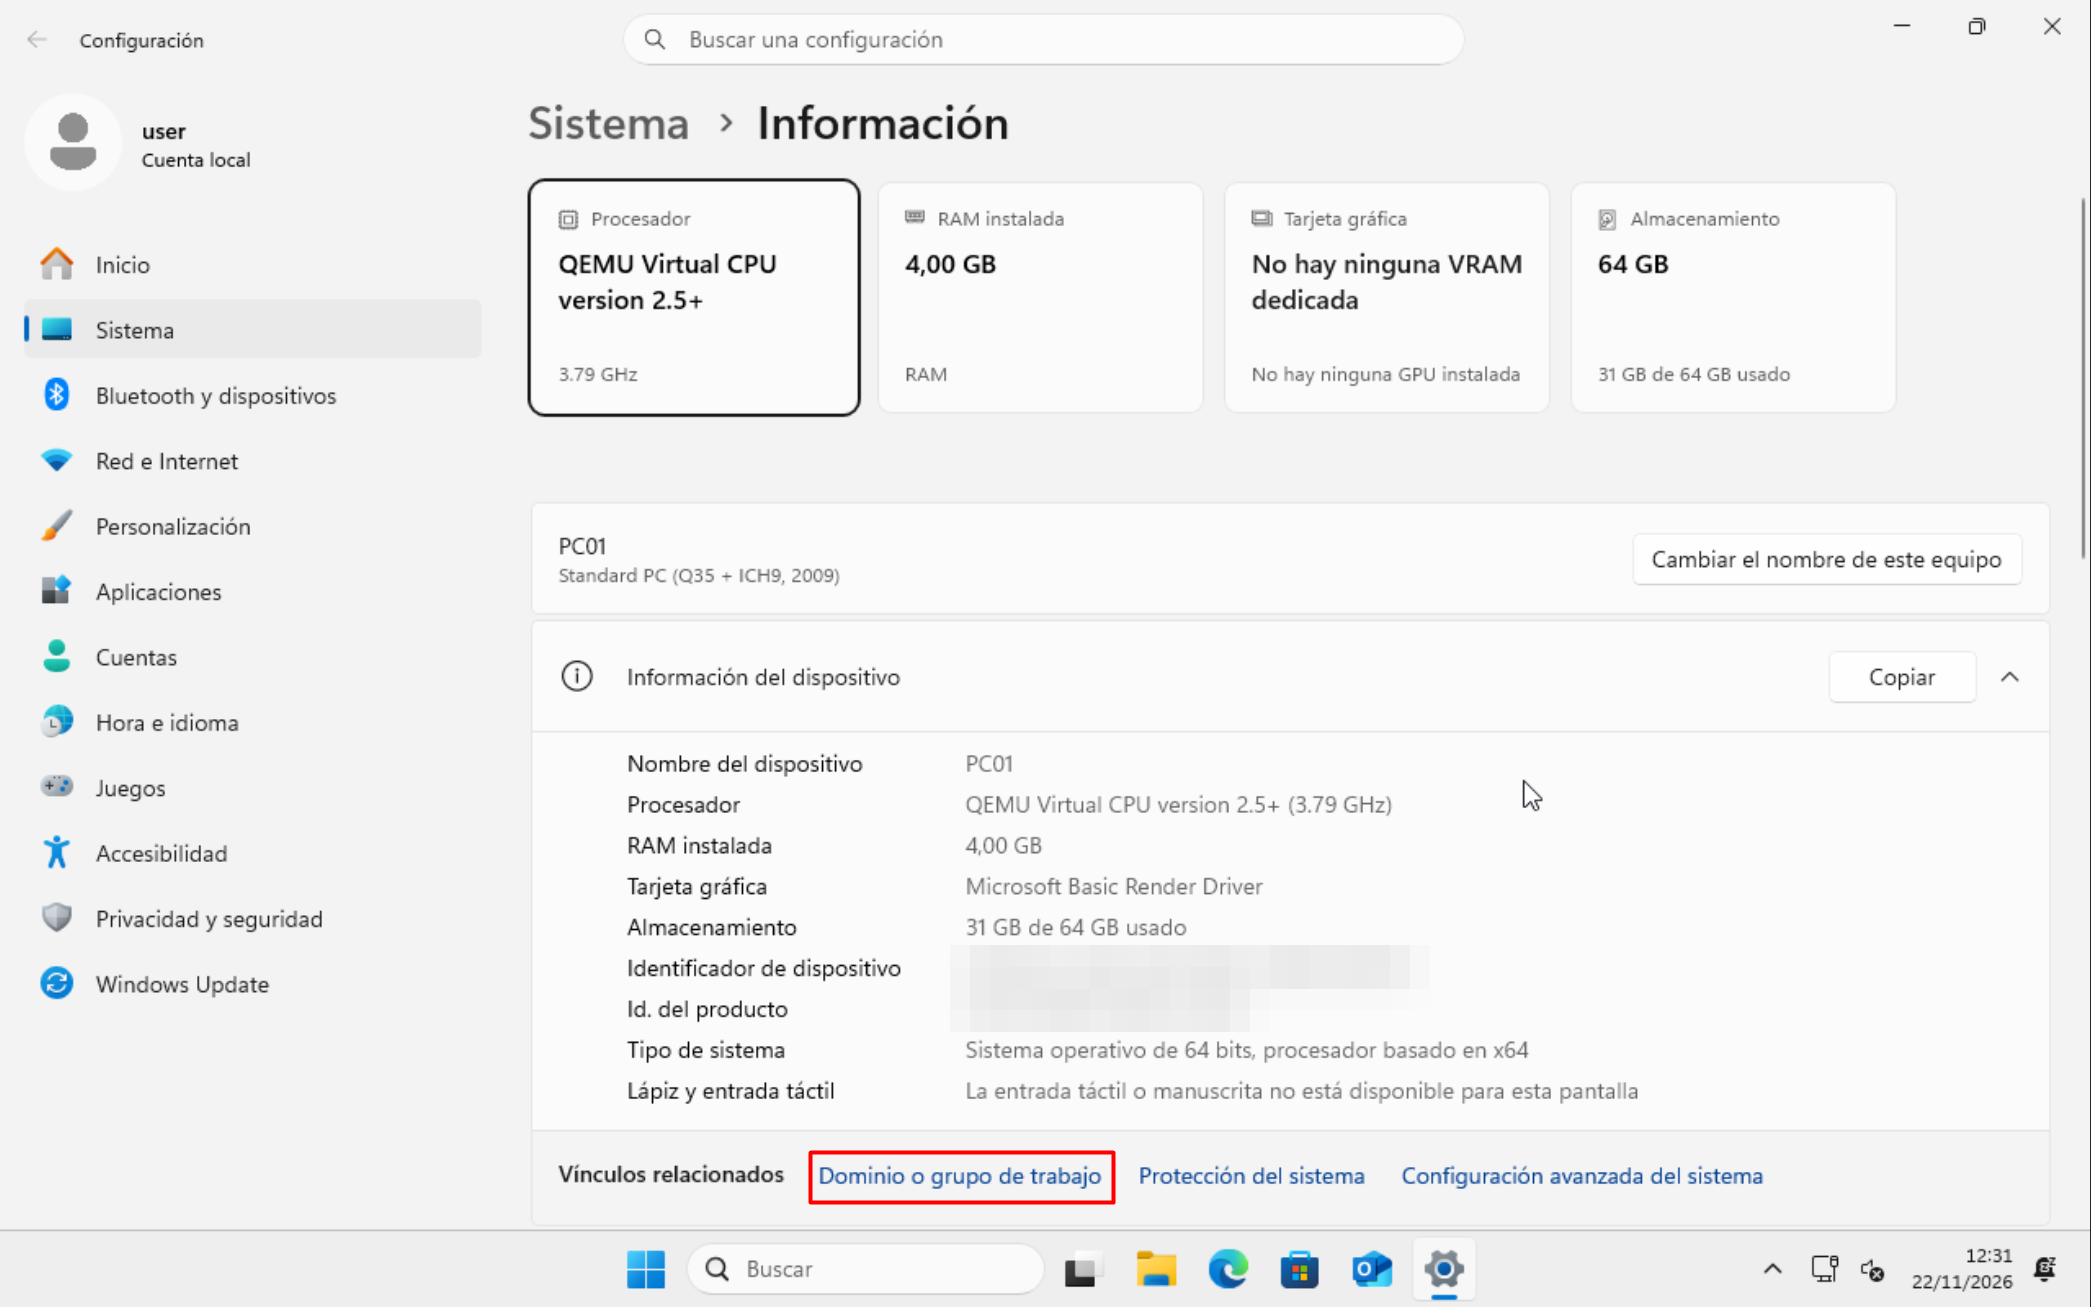 Configuración
Buscar una configuración
user
Cuenta local
Inicio
Sistema
Bluetooth y dispositivos
Red e Internet
Personalización
Aplicaciones
Cuentas
Hora e idioma
Juegos
Accesibilidad
Privacidad y seguridad
Windows Update
Sistema > Información
Procesador
QEMU Virtual CPU
version 2.5+
3.79 GHz
RAM instalada
4,00 GB
RAM
Tarjeta gráfica
No hay ninguna VRAM
dedicada
No hay ninguna GPU instalada
Almacenamiento
64 GB
31 GB de 64 GB usado
PC01
Standard PC (Q35 + ICH9, 2009)
Cambiar el nombre de este equipo
Información del dispositivo
Copiar
Nombre del dispositivo PC01
Procesador QEMU Virtual CPU version 2.5+ (3.79 GHz)
RAM instalada 4,00 GB
Tarjeta gráfica Microsoft Basic Render Driver
Almacenamiento 31 GB de 64 GB usado
Identificador de dispositivo
Id. del producto
Tipo de sistema Sistema operativo de 64 bits, procesador basado en x64
Lápiz y entrada táctil La entrada táctil o manuscrita no está disponible para esta pantalla
Vínculos relacionados Dominio o grupo de trabajo Protección del sistema Configuración avanzada del sistema
Buscar
12:31
22/11/2026